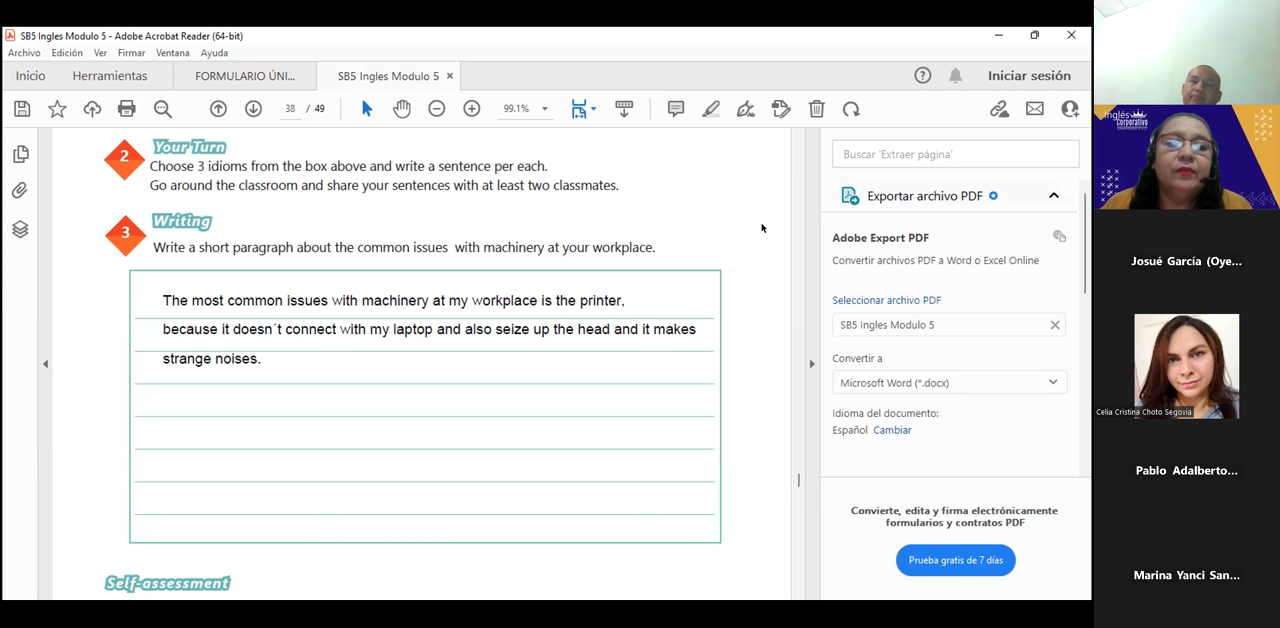 SB5 Ingles Modulo 5 - Adobe Acrobat Reader (64-bit)
Archivo Edición Ver Firmar Ventana Ayuda
Inicio Herramientas FORMULARIO ÚNI... SB5 Ingles Modulo 5 × Iniciar sesión
38 / 49 99.1%
2 Your Turn
Choose 3 idioms from the box above and write a sentence per each.
Go around the classroom and share your sentences with at least two classmates.
3 Writing
Write a short paragraph about the common issues with machinery at your workplace.
The most common issues with machinery at my workplace is the printer,
because it doesn´t connect with my laptop and also seize up the head and it makes
strange noises.
Self-assessment
Buscar 'Extraer página'
Exportar archivo PDF
Adobe Export PDF
Convertir archivos PDF a Word o Excel Online
Seleccionar archivo PDF
SB5 Ingles Modulo 5
Convertir a
Microsoft Word (*.docx)
Idioma del documento:
Español Cambiar
Convierte, edita y firma electrónicamente
formularios y contratos PDF
Prueba gratis de 7 días
Inglés
Corporativo
Josué García (Oye...
Celia Cristina Choto Segovia
Pablo Adalberto...
Marina Yanci San...